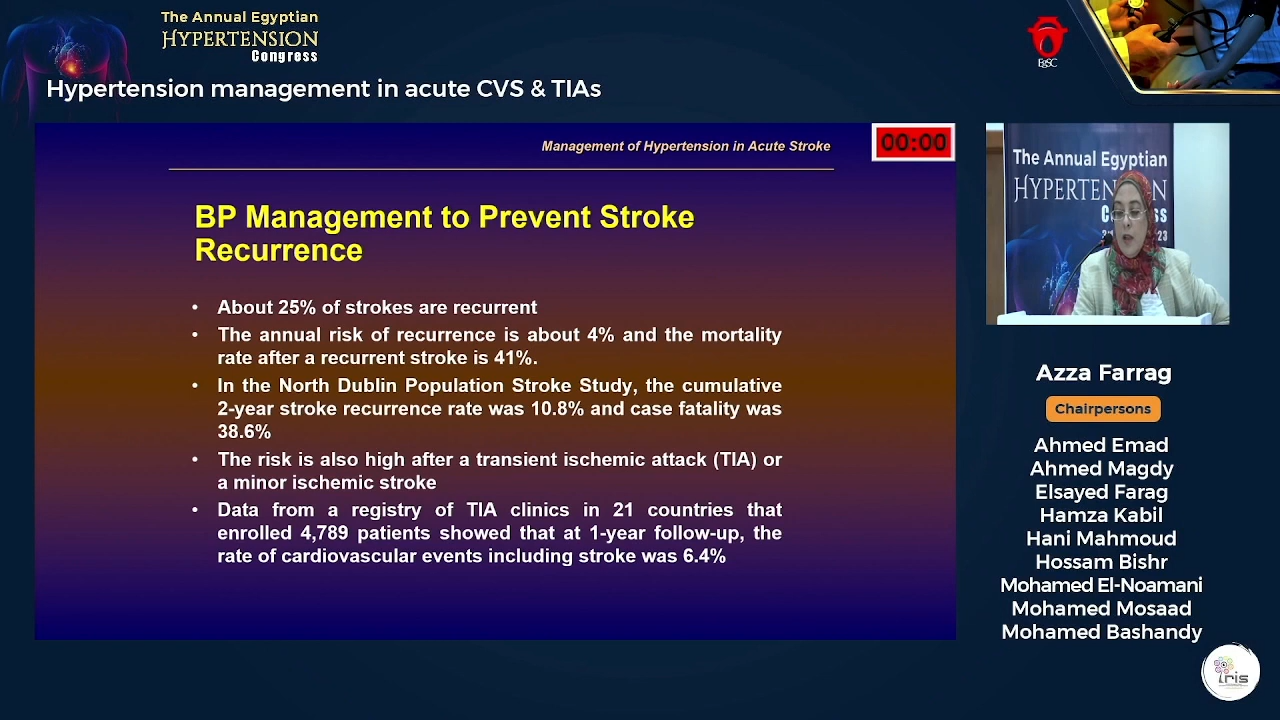 The Annual Egyptian
HYPERTENSION
Congress
EgSC
Hypertension management in acute CVS & TIAs
Management of Hypertension in Acute Stroke
00:00
BP Management to Prevent Stroke
Recurrence
• About 25% of strokes are recurrent
• The annual risk of recurrence is about 4% and the mortality
rate after a recurrent stroke is 41%.
• In the North Dublin Population Stroke Study, the cumulative
2-year stroke recurrence rate was 10.8% and case fatality was
38.6%
• The risk is also high after a transient ischemic attack (TIA) or
a minor ischemic stroke
• Data from a registry of TIA clinics in 21 countries that
enrolled 4,789 patients showed that at 1-year follow-up, the
rate of cardiovascular events including stroke was 6.4%
The Annual Egyptian
Azza Farrag
Chairpersons
Ahmed Emad
Ahmed Magdy
Elsayed Farag
Hamza Kabil
Hani Mahmoud
Hossam Bishr
Mohamed El-Noamani
Mohamed Mosaad
Mohamed Bashandy
iris